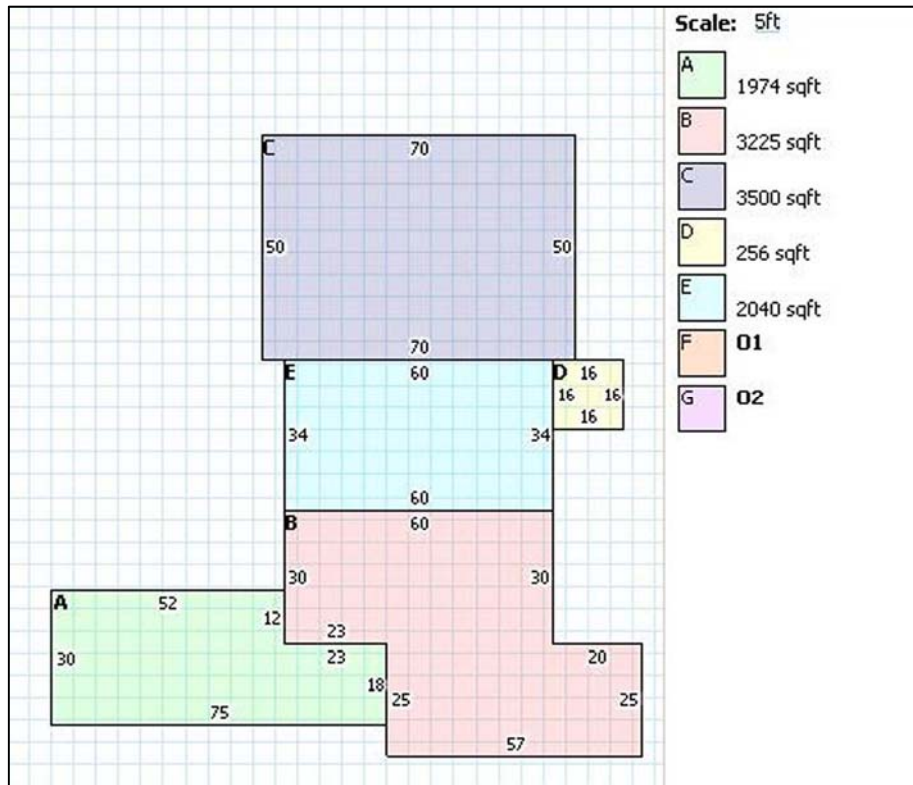 Scale: 5ft
A
1974 sqft
B
3225 sqft
C
3500 sqft
D
256 sqft
E
2040 sqft
F
O1
G
O2
C
70
50 50
70
E 60
D 16
16 16
16
34 34
60
B 60
30 30
A 52
12
23
23 20
30
18
25 25
75
57